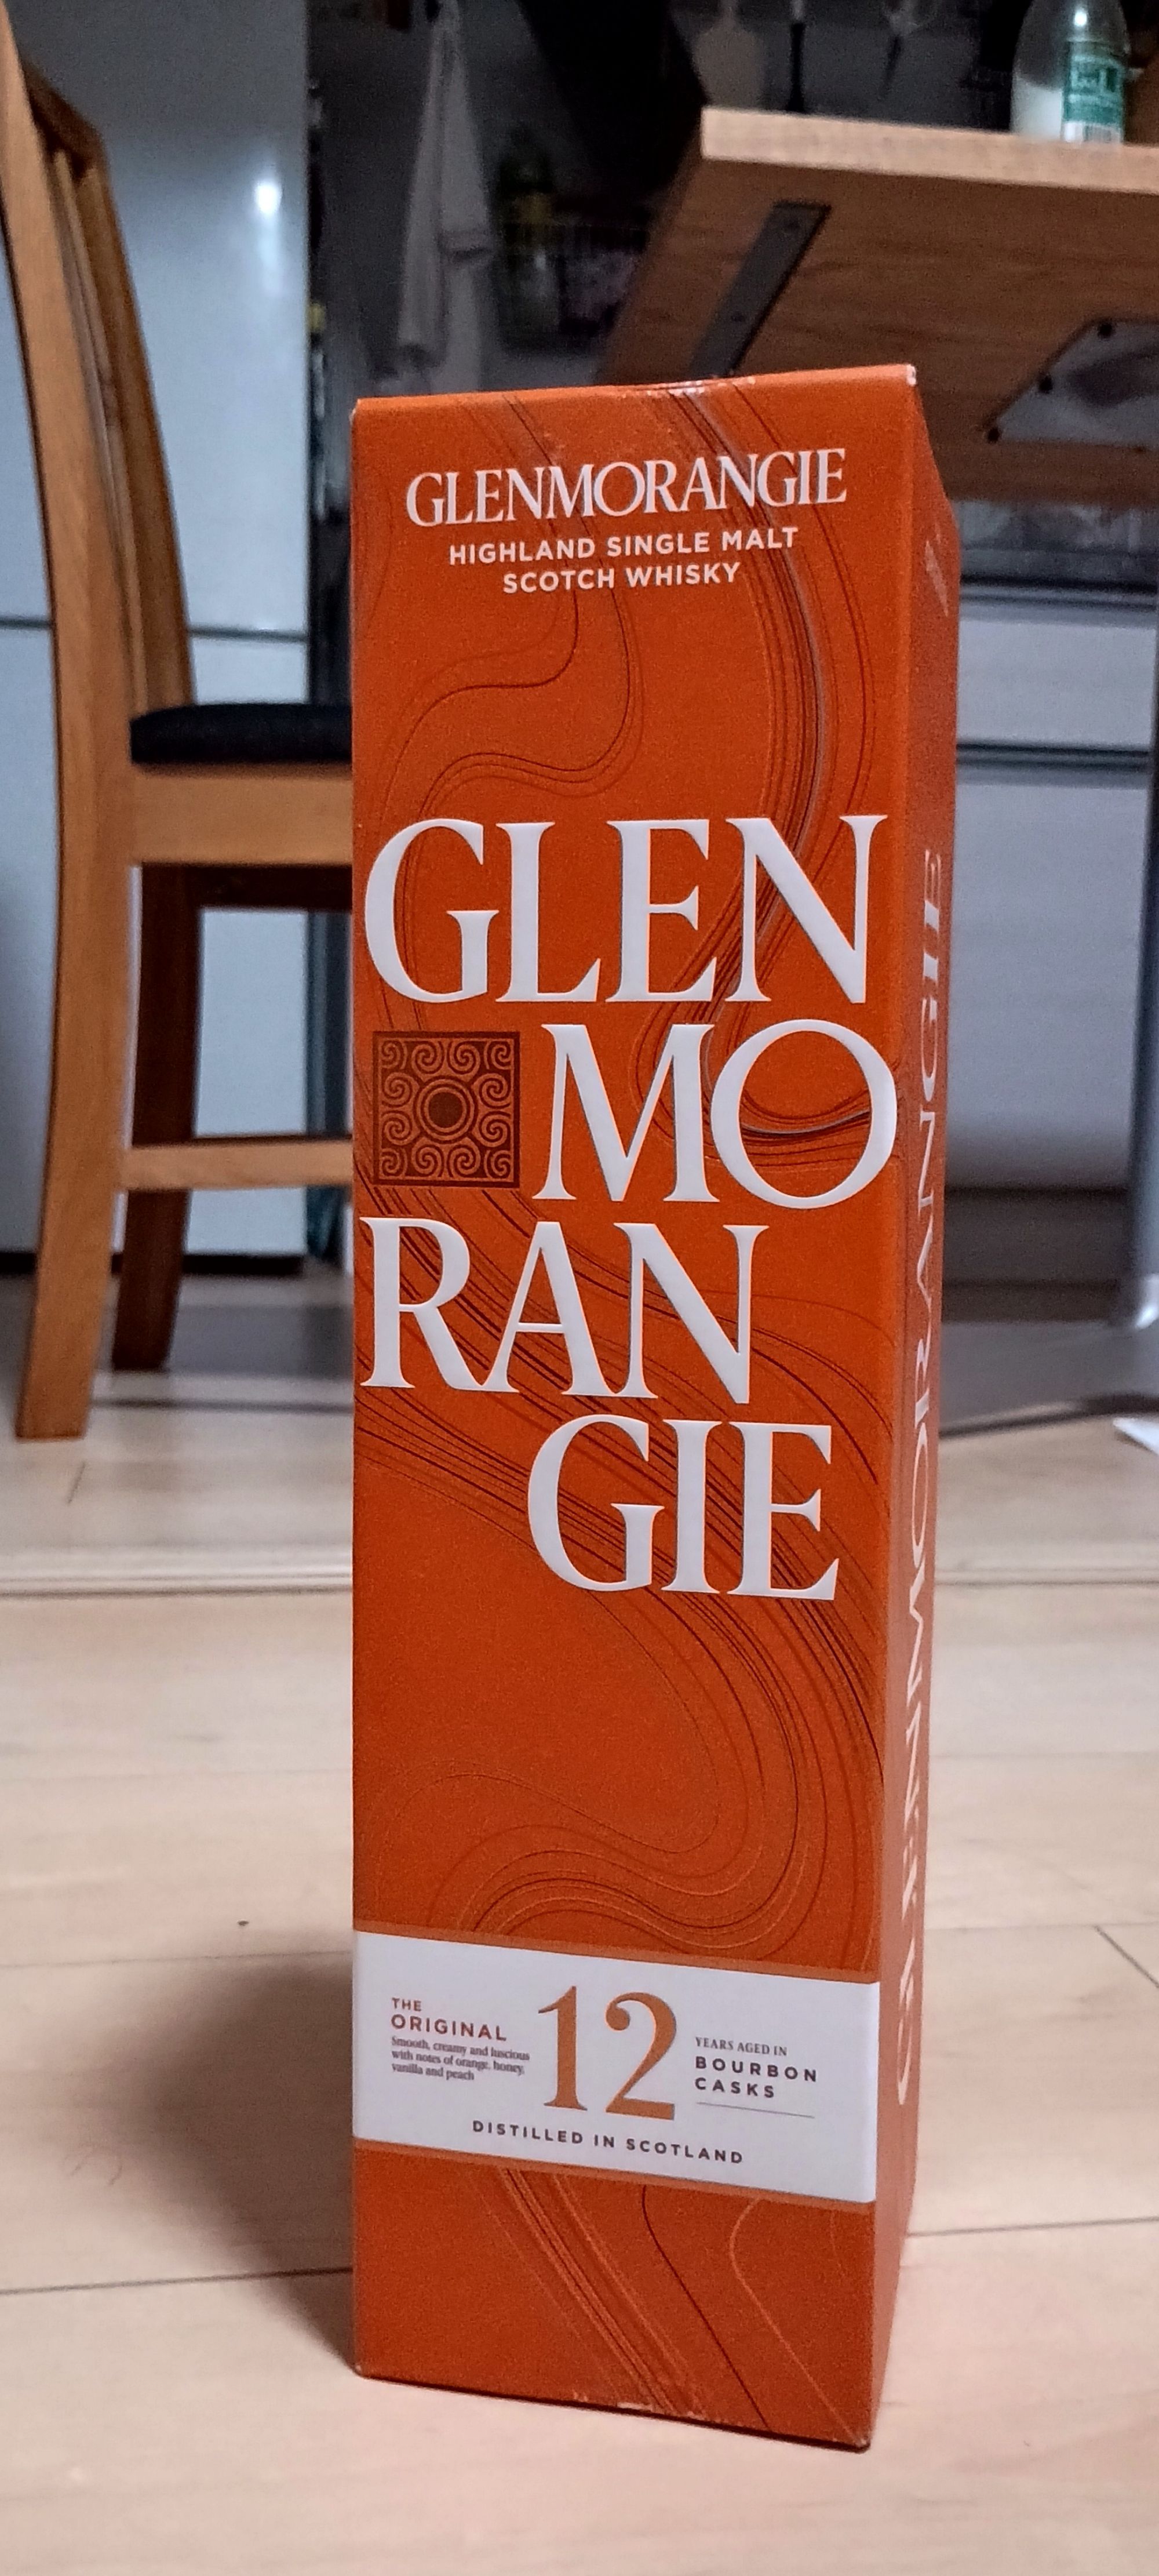 GLENMORANGIE
HIGHLAND SINGLE MALT
SCOTCH WHISKY
GLEN
MO
RAN
GIE
THE
ORIGINAL
Smooth, creamy and luscious
with notes of orange, honey,
vanilla and peach
12
YEARS AGED IN
BOURBON
CASKS
DISTILLED IN SCOTLAND
GLENMORANGIE